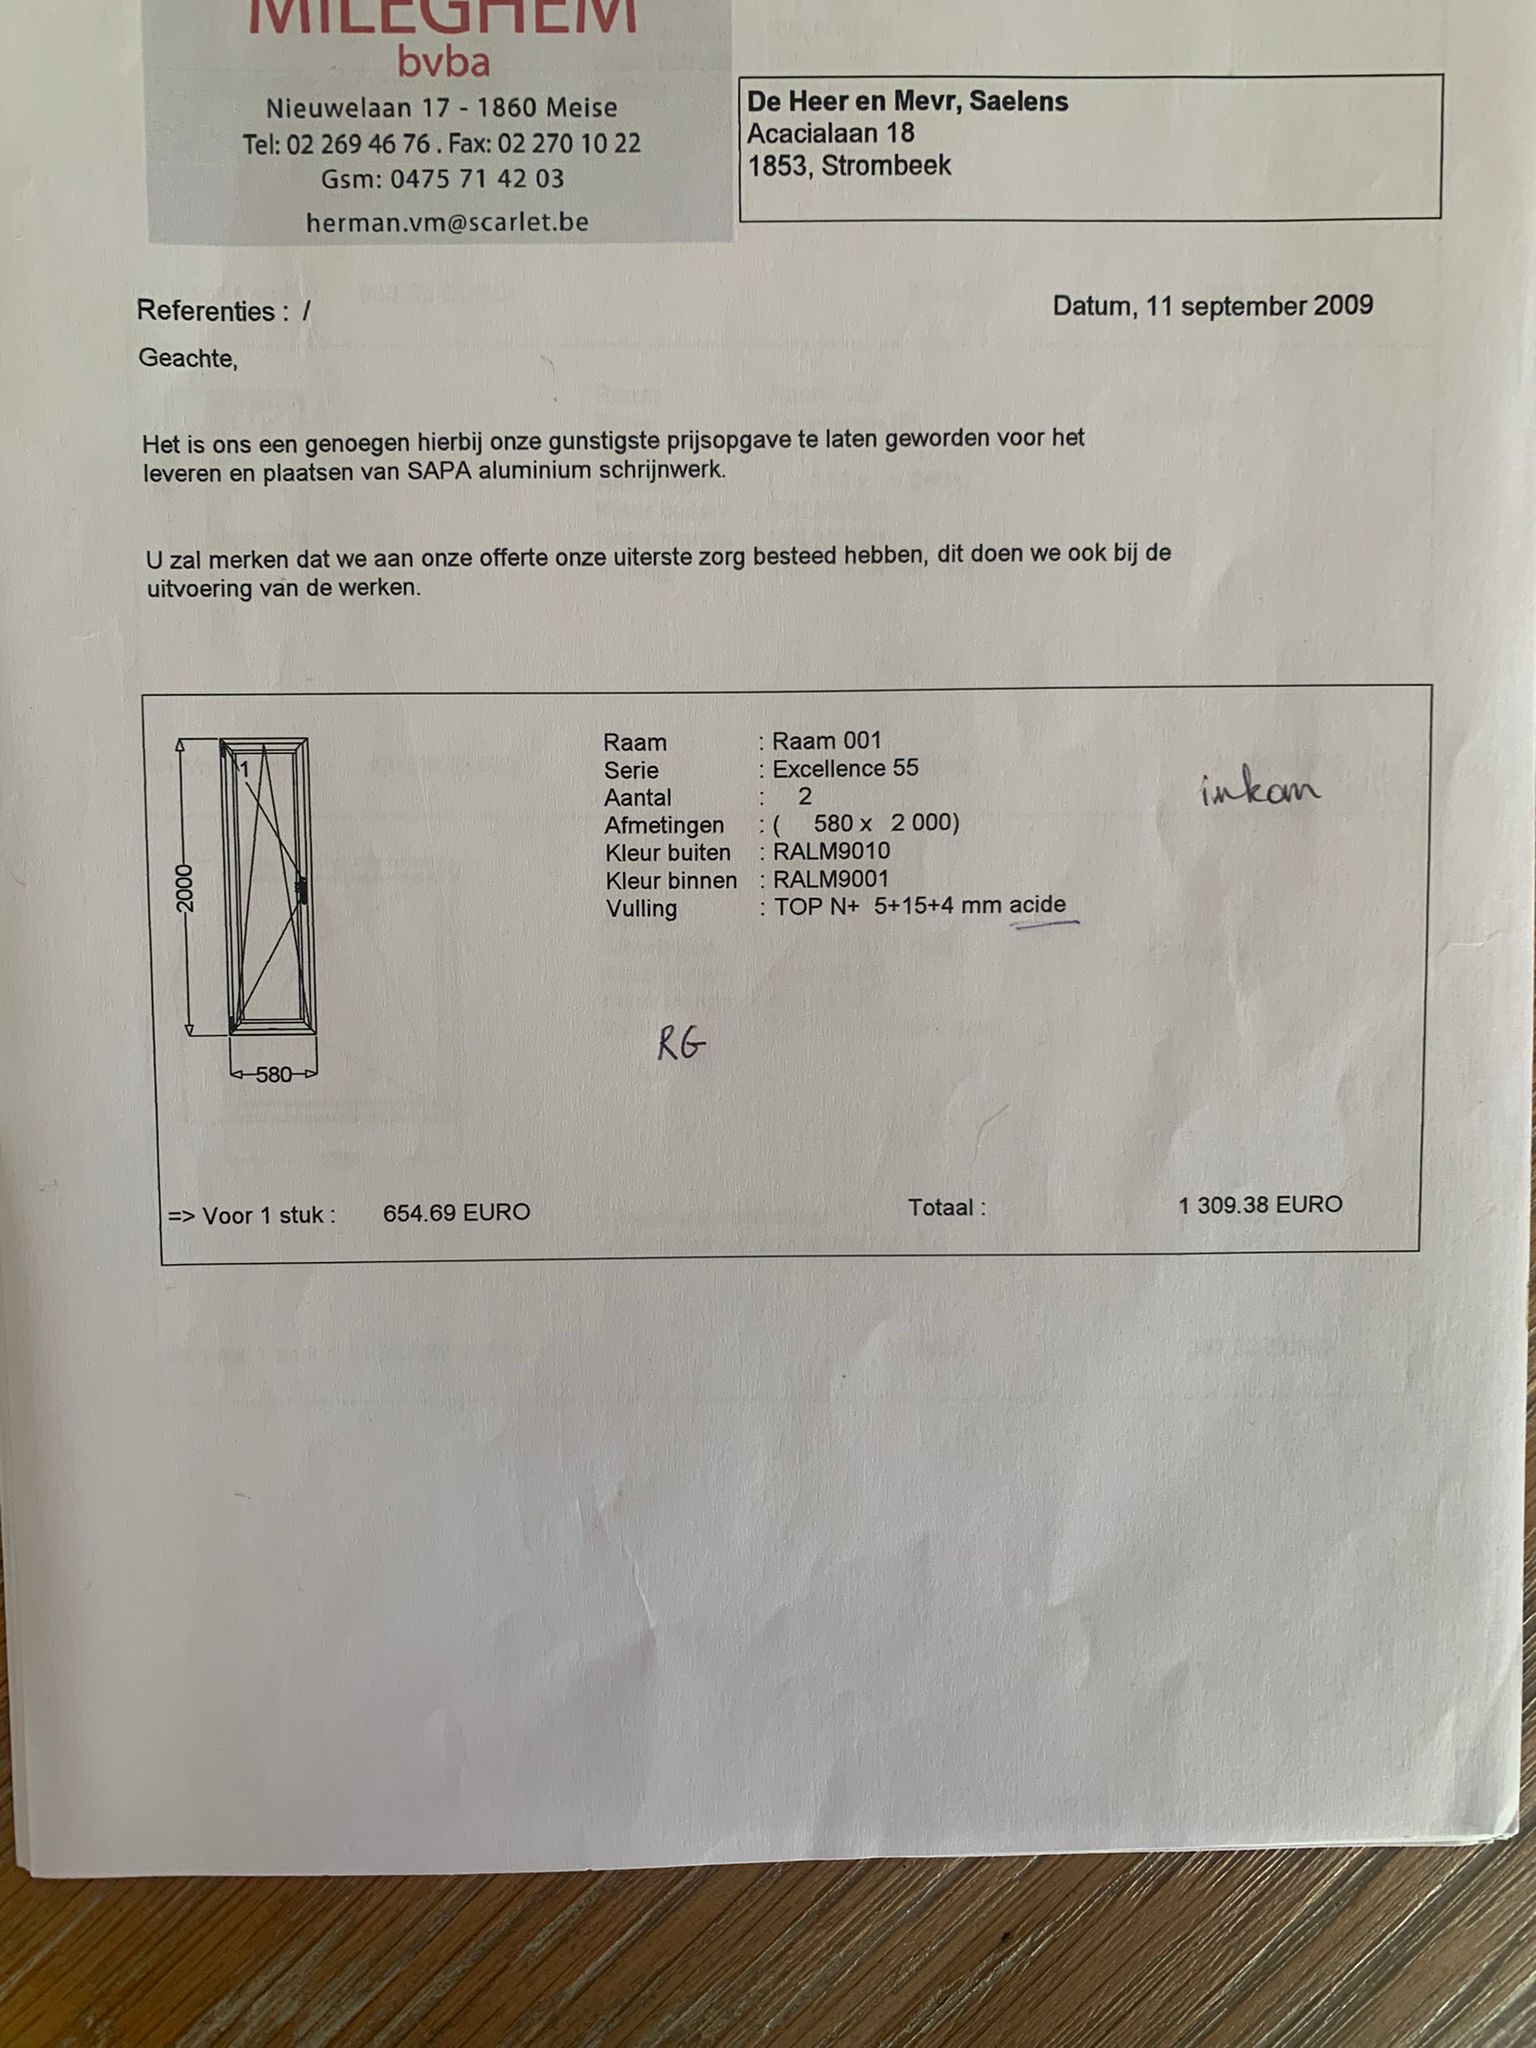 MILEGHEM
bvba
Nieuwelaan 17 - 1860 Meise
Tel: 02 269 46 76 . Fax: 02 270 10 22
Gsm: 0475 71 42 03
herman.vm@scarlet.be
De Heer en Mevr, Saelens
Acacialaan 18
1853, Strombeek
Referenties : /
Datum, 11 september 2009
Geachte,
Het is ons een genoegen hierbij onze gunstigste prijsopgave te laten geworden voor het
leveren en plaatsen van SAPA aluminium schrijnwerk.
U zal merken dat we aan onze offerte onze uiterste zorg besteed hebben, dit doen we ook bij de
uitvoering van de werken.
1
2000
580
Raam : Raam 001
Serie : Excellence 55
Aantal : 2
Afmetingen : ( 580 x 2 000)
Kleur buiten : RALM9010
Kleur binnen : RALM9001
Vulling : TOP N+ 5+15+4 mm acide
inkom
RG
=> Voor 1 stuk : 654.69 EURO
Totaal : 1 309.38 EURO